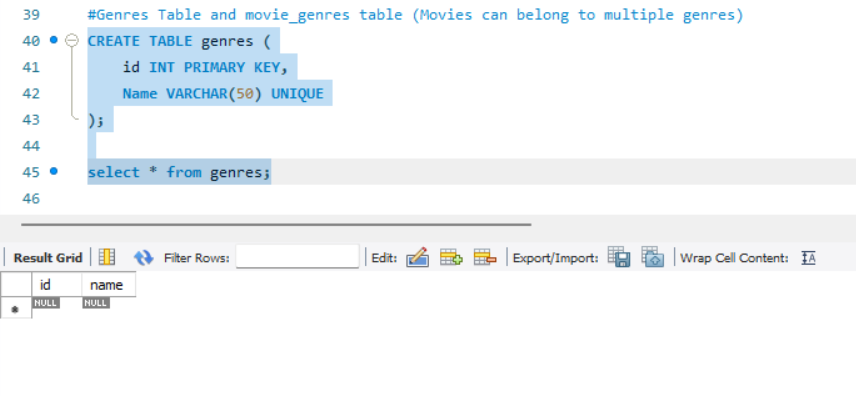 39 #Genres Table and movie_genres table (Movies can belong to multiple genres)
40 CREATE TABLE genres (
41 id INT PRIMARY KEY,
42 Name VARCHAR(50) UNIQUE
43 );
44
45 select * from genres;
46
Result Grid Filter Rows: Edit: Export/Import: Wrap Cell Content: IA
id name
* NULL NULL